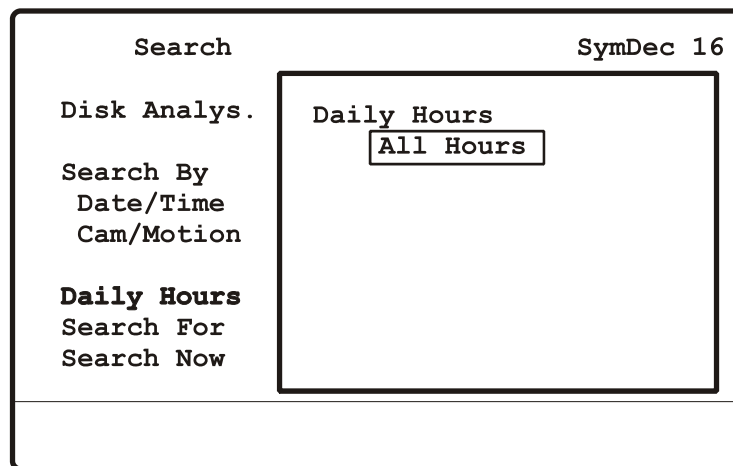 Search SymDec 16
Disk Analys.
Search By
Date/Time
Cam/Motion
Daily Hours
Search For
Search Now
Daily Hours
All Hours